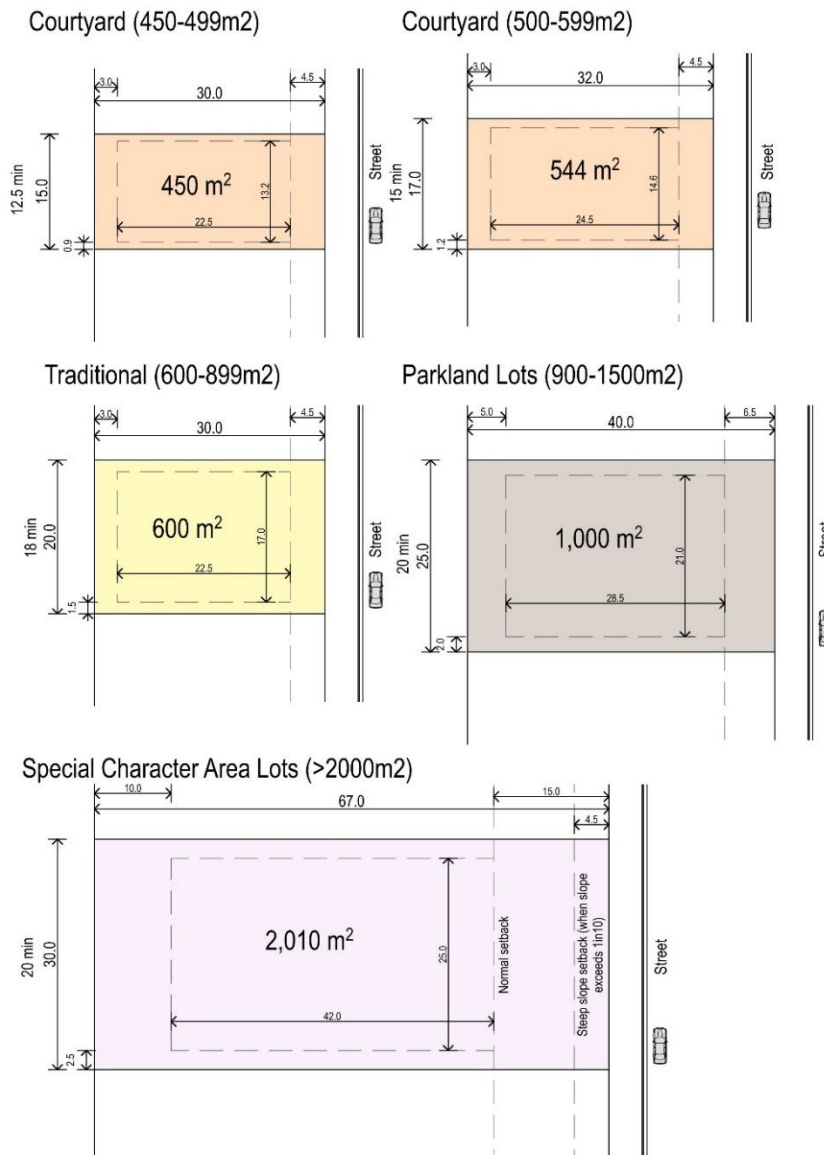 Courtyard (450-499m2)
3.0
4.5
30.0
12.5 min
15.0
450 m²
13.2
22.5
0.9
Street
Courtyard (500-599m2)
3.0
4.5
32.0
15 min
17.0
544 m²
14.6
24.5
1.2
Street
Traditional (600-899m2)
3.0
4.5
30.0
18 min
20.0
600 m²
17.0
22.5
1.5
Street
Parkland Lots (900-1500m2)
5.0
6.5
40.0
20 min
25.0
1,000 m²
21.0
28.5
2.0
Street
Special Character Area Lots (>2000m2)
10.0
15.0
67.0
4.5
20 min
30.0
2,010 m²
25.0
42.0
2.5
Normal setback
Steep slope setback (when slope
exceeds 1in10)
Street